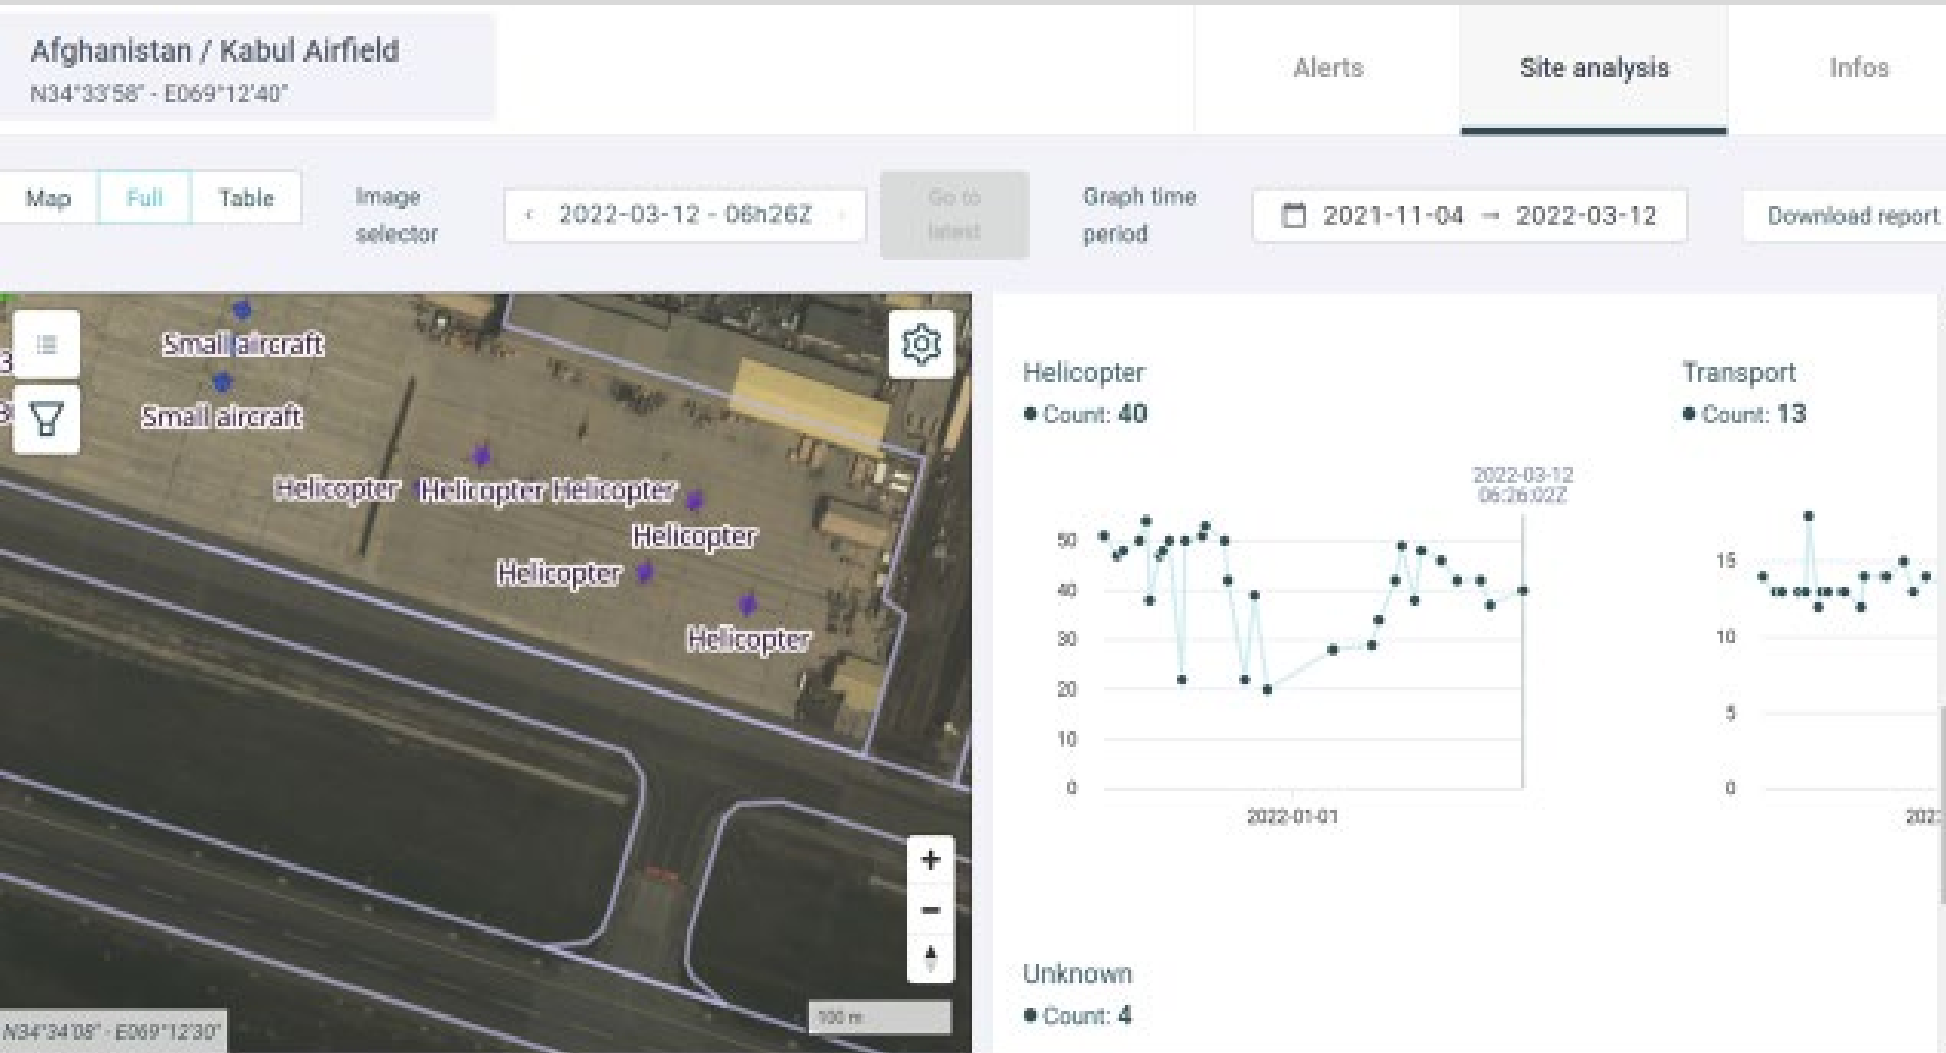 Afghanistan / Kabul Airfield
N34°33'58" - E069°12'40"
Alerts
Site analysis
Infos
Map
Full
Table
Image
selector
2022-03-12 - 06h26Z
Go to
latest
Graph time
period
2021-11-04 → 2022-03-12
Download report
Small aircraft
Small aircraft
Helicopter
Helicopter
Helicopter
Helicopter
Helicopter
Helicopter
100 m
N34°34'08" - E069°12'30"
Helicopter
Count: 40
2022-03-12
06:26:02Z
50
40
30
20
10
0
2022-01-01
Transport
Count: 13
15
10
5
0
202
Unknown
Count: 4